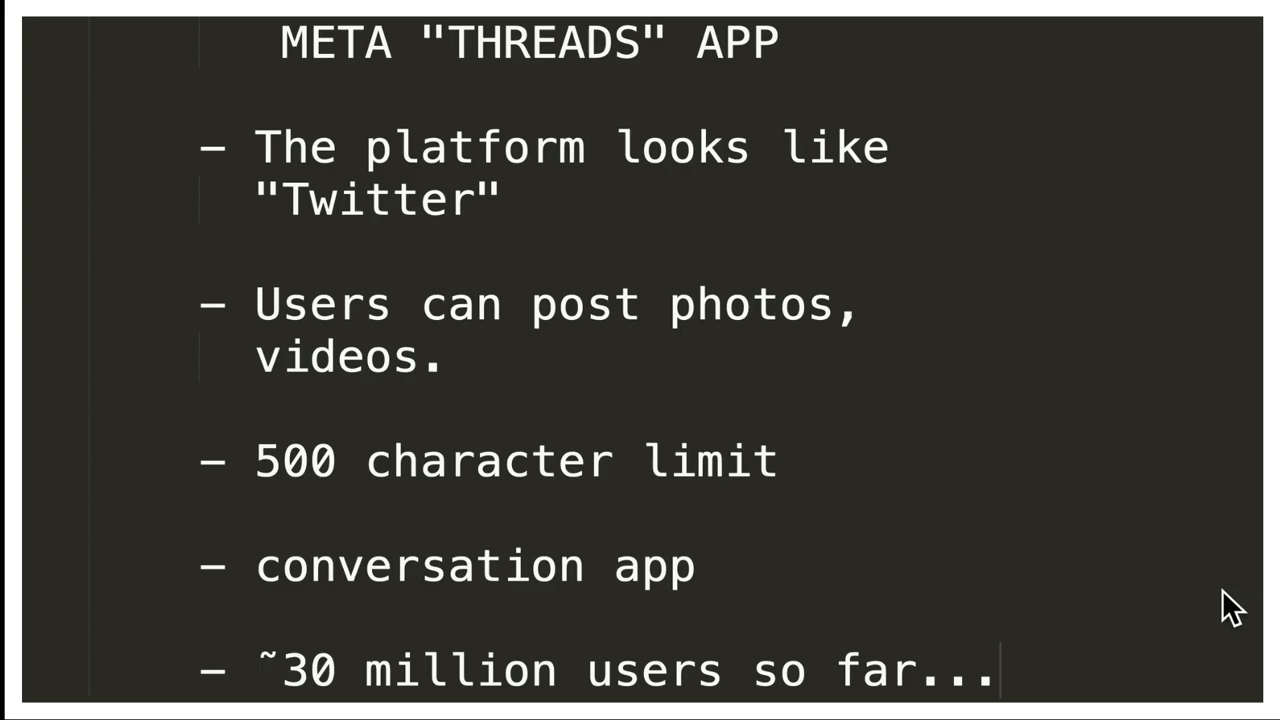 META "THREADS" APP
– The platform looks like
"Twitter"
– Users can post photos,
videos.
– 500 character limit
– conversation app
– ˜30 million users so far...